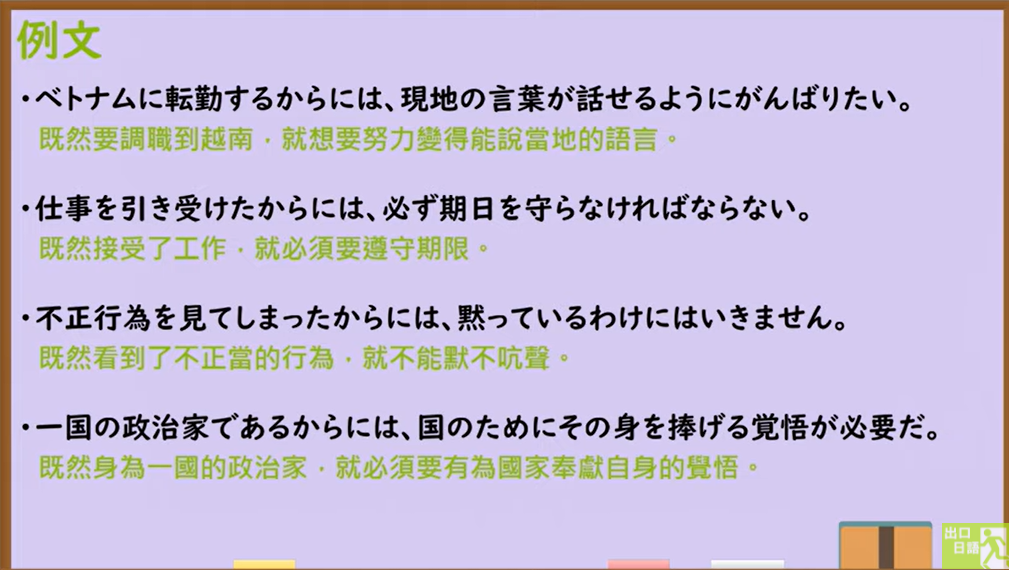 例文
・ベトナムに転勤するからには、現地の言葉が話せるようにがんばりたい。
既然要調職到越南，就想要努力變得能說當地的語言。
・仕事を引き受けたからには、必ず期日を守らなければならない。
既然接受了工作，就必須要遵守期限。
・不正行為を見てしまったからには、黙っているわけにはいきません。
既然看到了不正當的行為，就不能默不吭聲。
・一国の政治家であるからには、国のためにその身を捧げる覚悟が必要だ。
既然身為一國的政治家，就必須要有為國家奉獻自身的覺悟。
出口
日語